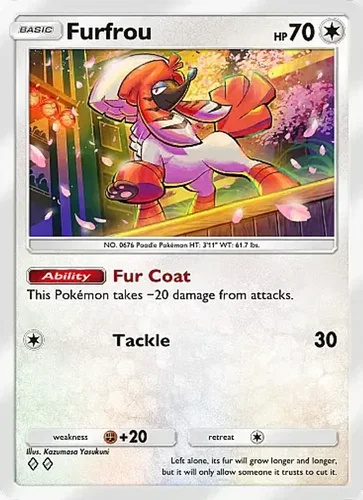 BASIC Furfrou HP 70
NO. 0676 Poodle Pokémon HT: 3'11" WT: 61.7 lbs.
Ability Fur Coat
This Pokémon takes −20 damage from attacks.
Tackle 30
weakness +20 retreat
Illus. Kazumasa Yasukuni
Left alone, its fur will grow longer and longer,
but it will only allow someone it trusts to cut it.